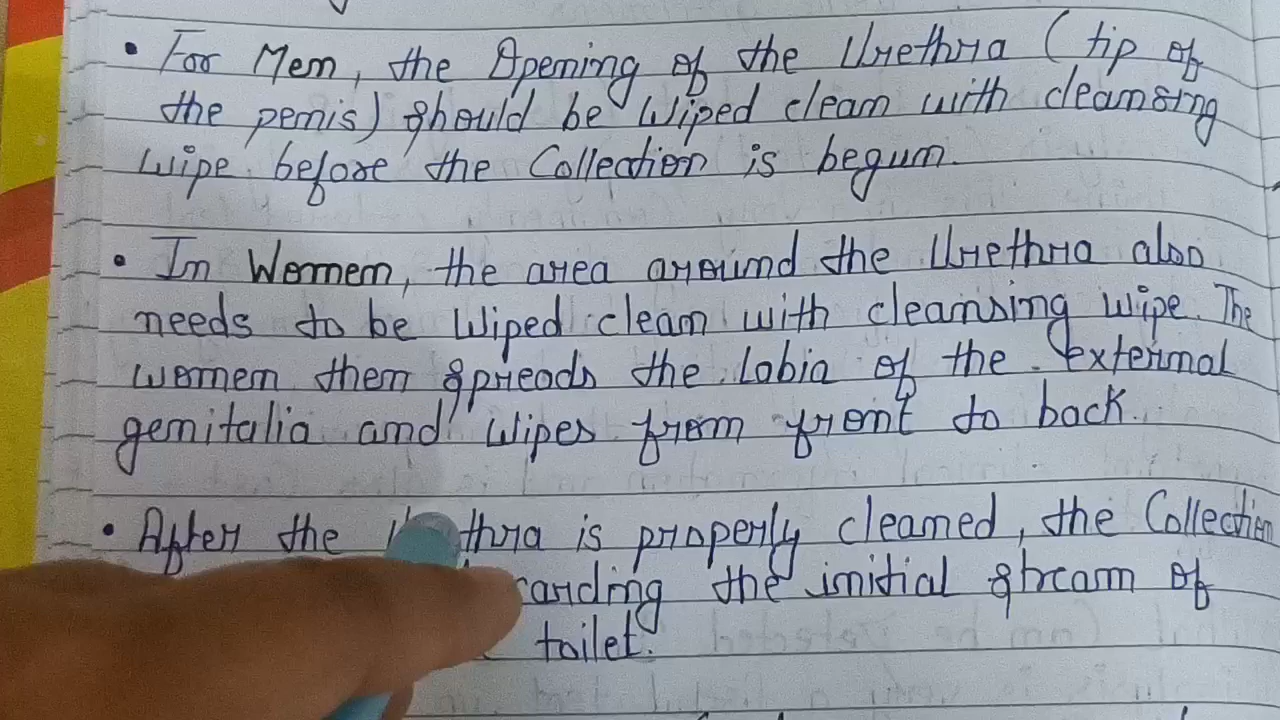 • For Men, the Opening of the Urethra (tip of
the penis) should be wiped clean with cleansing
wipe before the Collection is begun.
• In Women, the area around the Urethra also
needs to be wiped clean with cleansing wipe. The
women then spreads the labia of the external
genitalia and wipes from front to back.
• After the is properly cleaned, the Collection
the initial stream of
toilet.